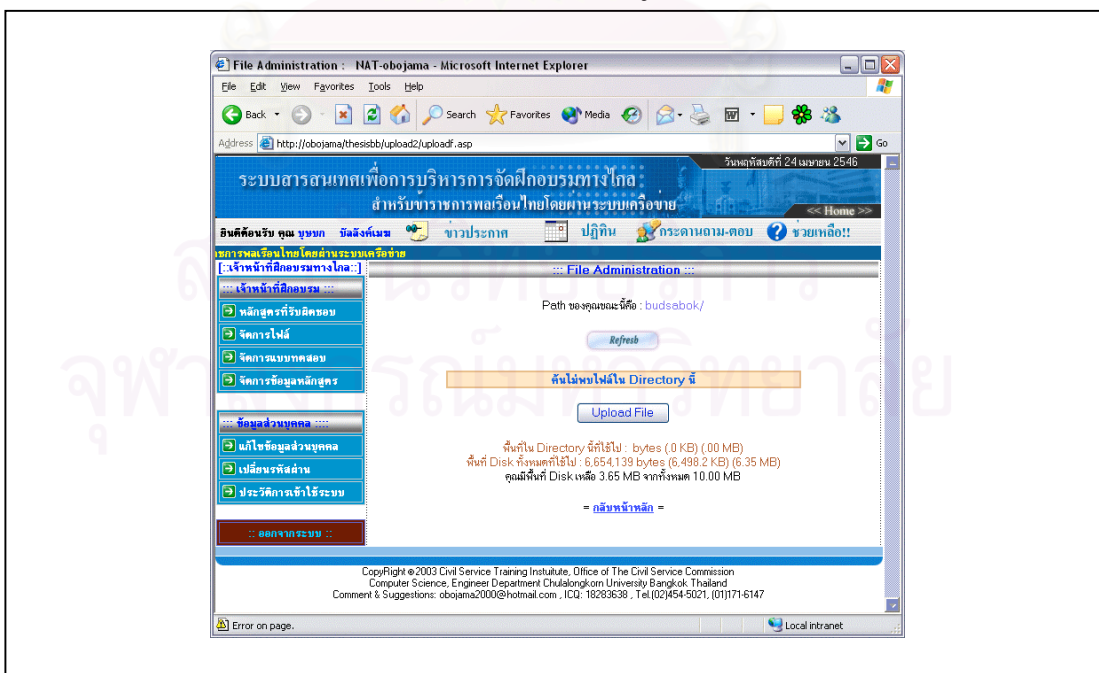 File Administration : NAT-obojama - Microsoft Internet Explorer
File Edit View Favorites Tools Help
Back Search Favorites Media
Address http://obojama/thesisbb/upload2/uploadf.asp Go
วันพฤหัสบดีที่ 24 เมษายน 2546
ระบบสารสนเทศเพื่อการบริหารการจัดฝึกอบรมทางไกล
สำหรับข้าราชการพลเรือนไทยโดยผ่านระบบเครือข่าย
<< Home >>
ยินดีต้อนรับ คุณ บุษบก บัลลังค์เมฆ ข่าวประกาศ ปฏิทิน กระดานถาม-ตอบ ช่วยเหลือ!!
ชการพลเรือนไทยโดยผ่านระบบเครือข่าย
[::เจ้าหน้าที่ฝึกอบรมทางไกล::]
::: เจ้าหน้าที่ฝึกอบรม :::
หลักสูตรที่รับผิดชอบ
จัดการไฟล์
จัดการแบบทดสอบ
จัดการข้อมูลหลักสูตร
::: ข้อมูลส่วนบุคคล ::::
แก้ไขข้อมูลส่วนบุคคล
เปลี่ยนรหัสผ่าน
ประวัติการเข้าใช้ระบบ
:: ออกจากระบบ ::
::: File Administration :::
Path ของคุณขณะนี้คือ : budsabok/
Refresh
ค้นไม่พบไฟล์ใน Directory นี้
Upload File
พื้นที่ใน Directory นี้ที่ใช้ไป : bytes (.0 KB) (.00 MB)
พื้นที่ Disk ทั้งหมดที่ใช้ไป : 6,654,139 bytes (6,498.2 KB) (6.35 MB)
คุณมีพื้นที่ Disk เหลือ 3.65 MB จากทั้งหมด 10.00 MB
= กลับหน้าหลัก =
CopyRight @2003 Civil Service Training Instuitute, Office of The Civil Service Commission
Computer Science, Engineer Department Chulalongkorn University Bangkok Thailand
Comment & Suggestions: obojama2000@hotmail.com , ICQ: 18283638 , Tel.(02)454-5021, (01)171-6147
Error on page. Local intranet
จุฬาลงกรณ์มหาวิทยาลัย